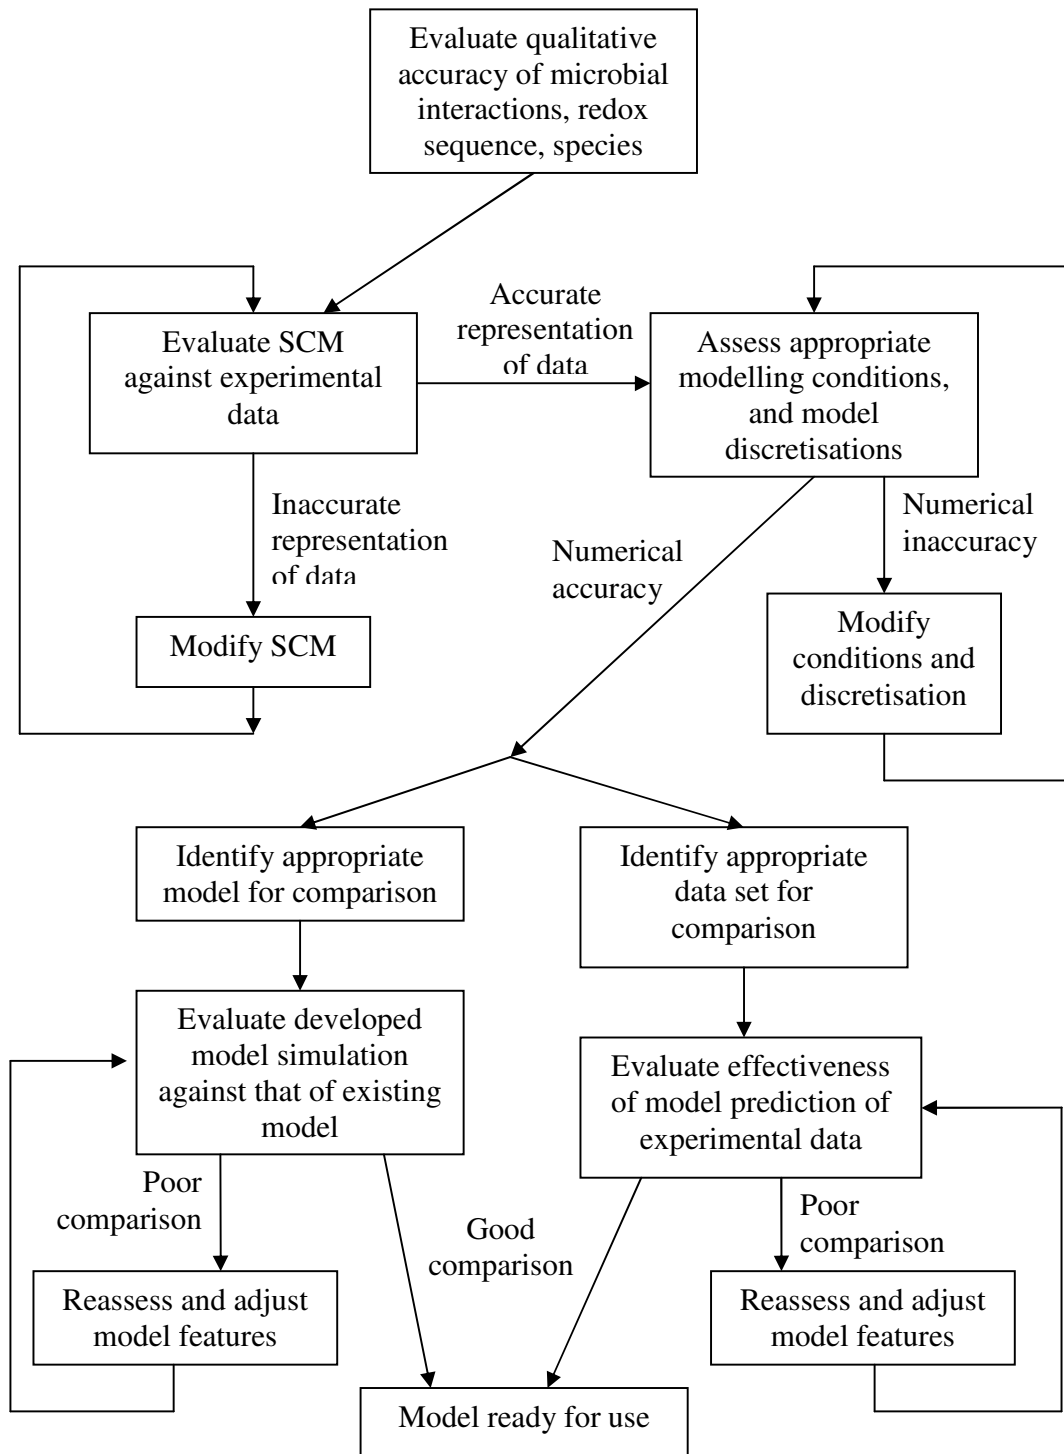 Evaluate qualitative
accuracy of microbial
interactions, redox
sequence, species
Accurate
representation
of data
Evaluate SCM
against experimental
data
Assess appropriate
modelling conditions,
and model
discretisations
Inaccurate
representation
of data
Numerical
accuracy
Numerical
inaccuracy
Modify SCM
Modify
conditions and
discretisation
Identify appropriate
model for comparison
Identify appropriate
data set for
comparison
Evaluate developed
model simulation
against that of existing
model
Evaluate effectiveness
of model prediction of
experimental data
Poor
comparison
Good
comparison
Poor
comparison
Reassess and adjust
model features
Reassess and adjust
model features
Model ready for use